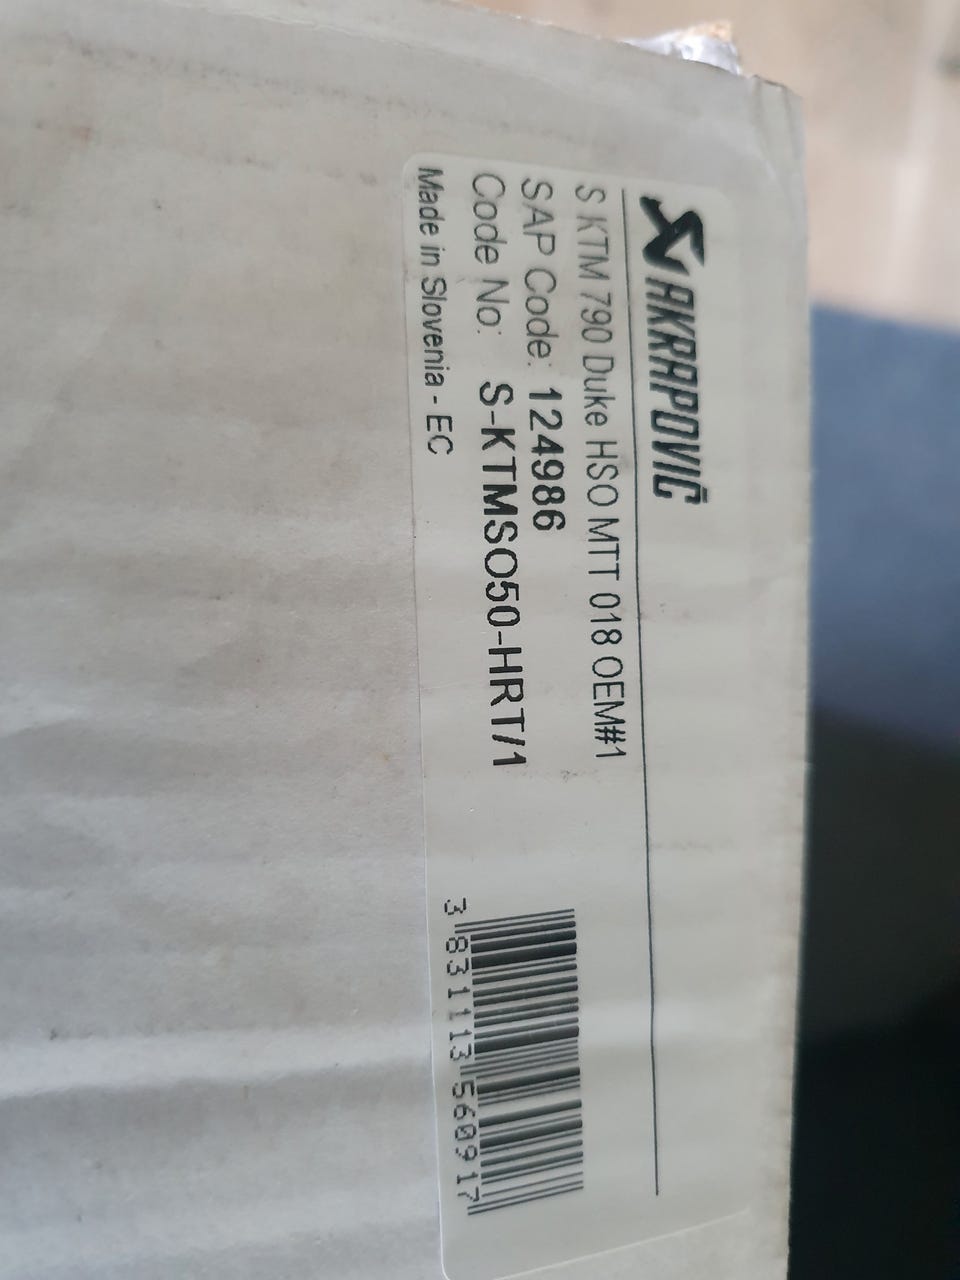 AKRAPOVIČ
S KTM 790 Duke HSO MTT 018 OEM#1
SAP Code: 124986
Code No: S-KTMSO50-HRT/1
Made in Slovenia - EC
3 831113 560917